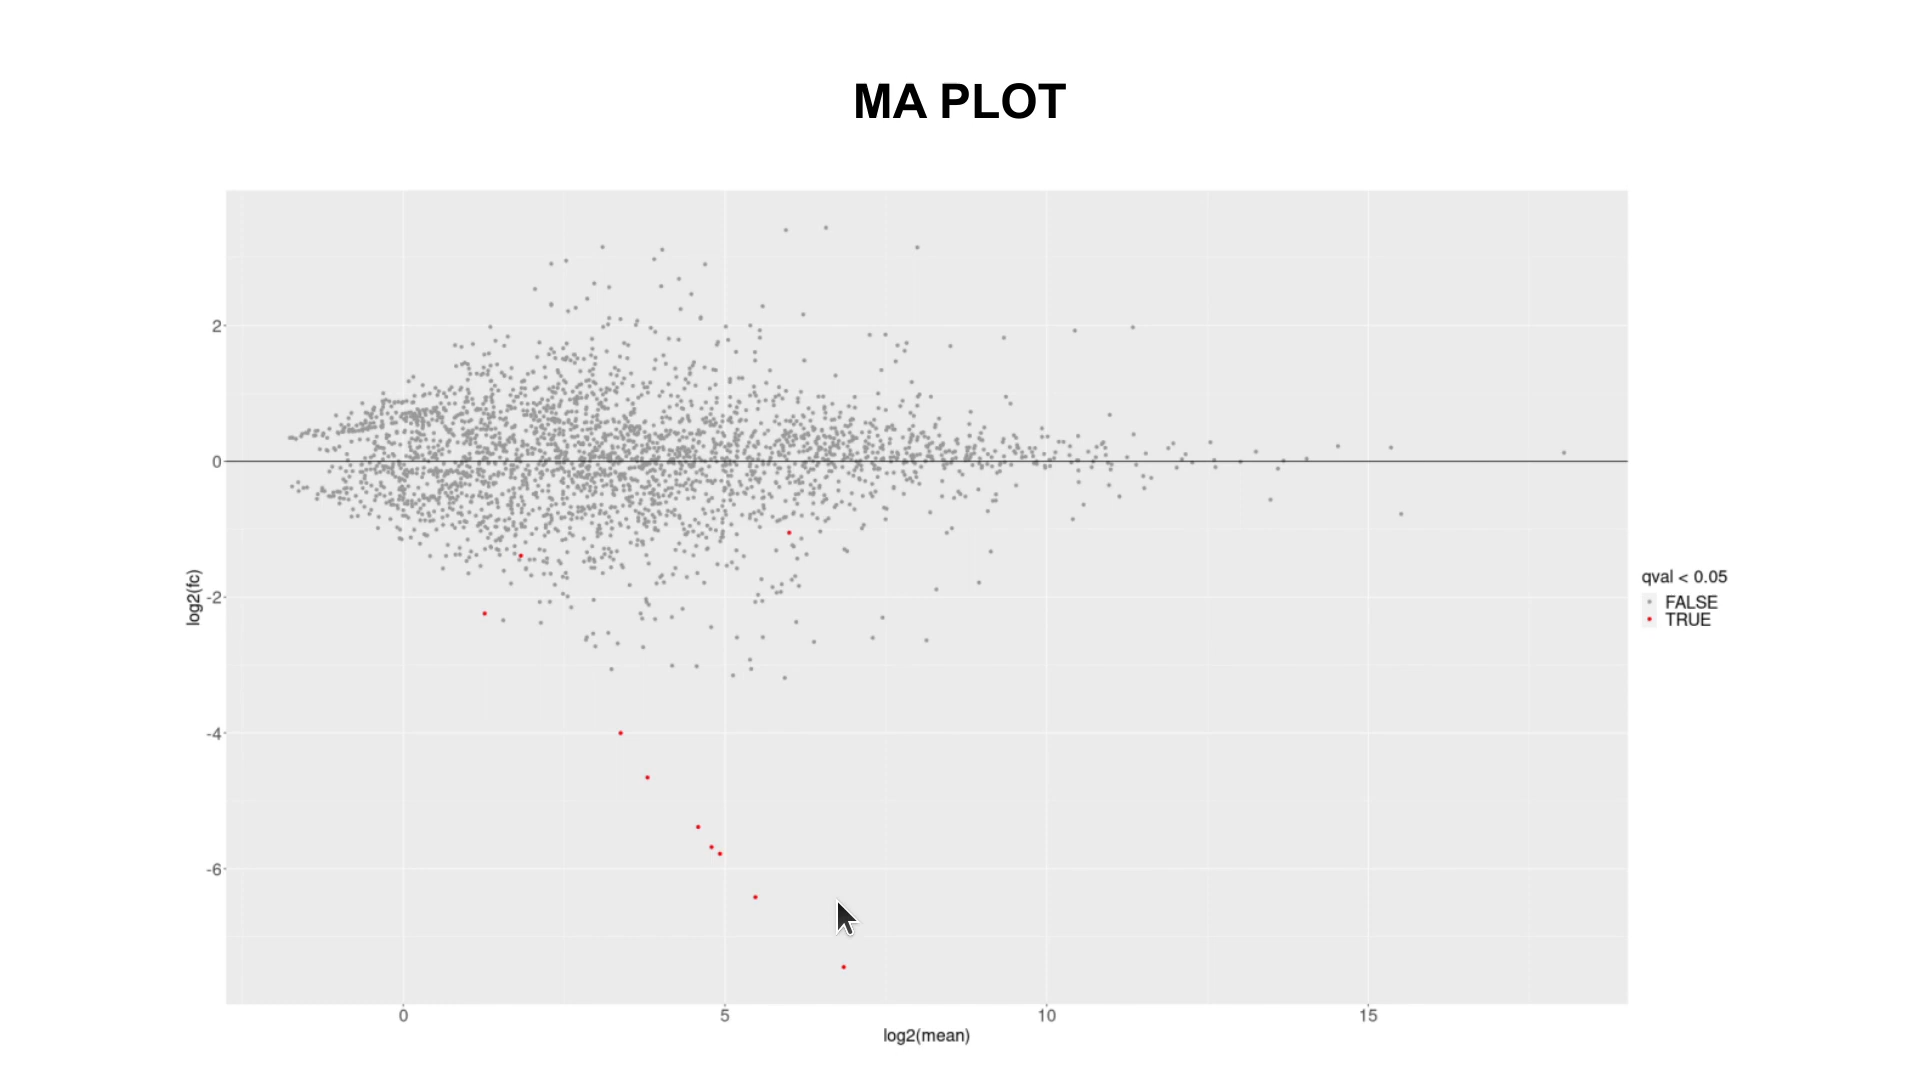 MA PLOT
2
0
-2
-4
-6
log2(fc)
0 5 10 15
log2(mean)
qval < 0.05
FALSE
TRUE